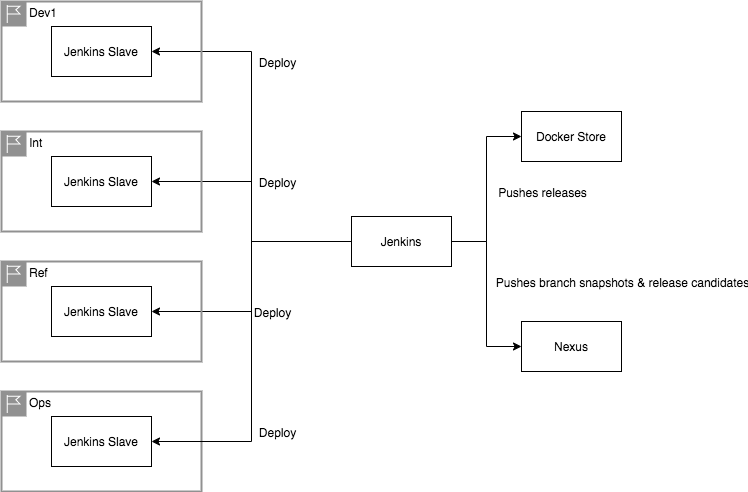 Dev1
Jenkins Slave
Deploy
Int
Jenkins Slave
Deploy
Ref
Jenkins Slave
Deploy
Ops
Jenkins Slave
Deploy
Jenkins
Docker Store
Pushes releases
Pushes branch snapshots & release candidates
Nexus